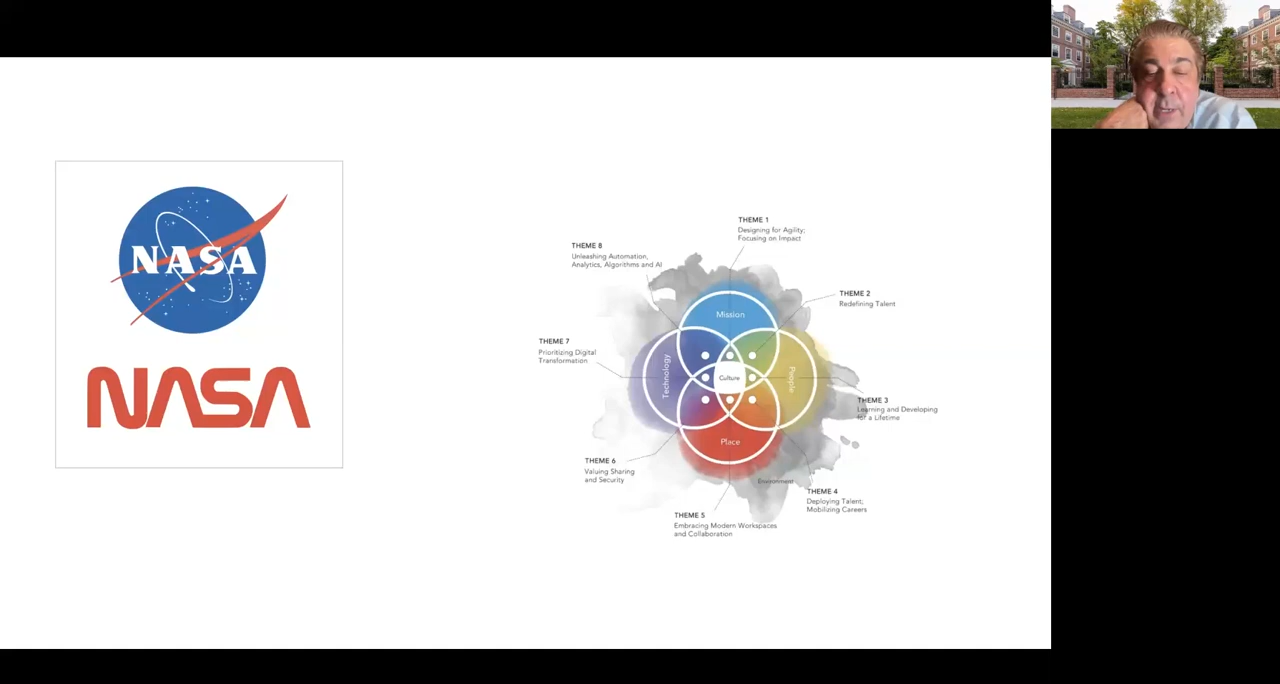 NASA
NASA
THEME 1
Designing for Agility;
Focusing on Impact
THEME 8
Unleashing Automation,
Analytics, Algorithms and AI
THEME 2
Redefining Talent
Mission
THEME 7
Prioritizing Digital
Transformation
Technology
Culture
People
THEME 3
Learning and Developing
for a Lifetime
Place
THEME 6
Valuing Sharing
and Security
Environment
THEME 4
Deploying Talent;
Mobilizing Careers
THEME 5
Embracing Modern Workspaces
and Collaboration